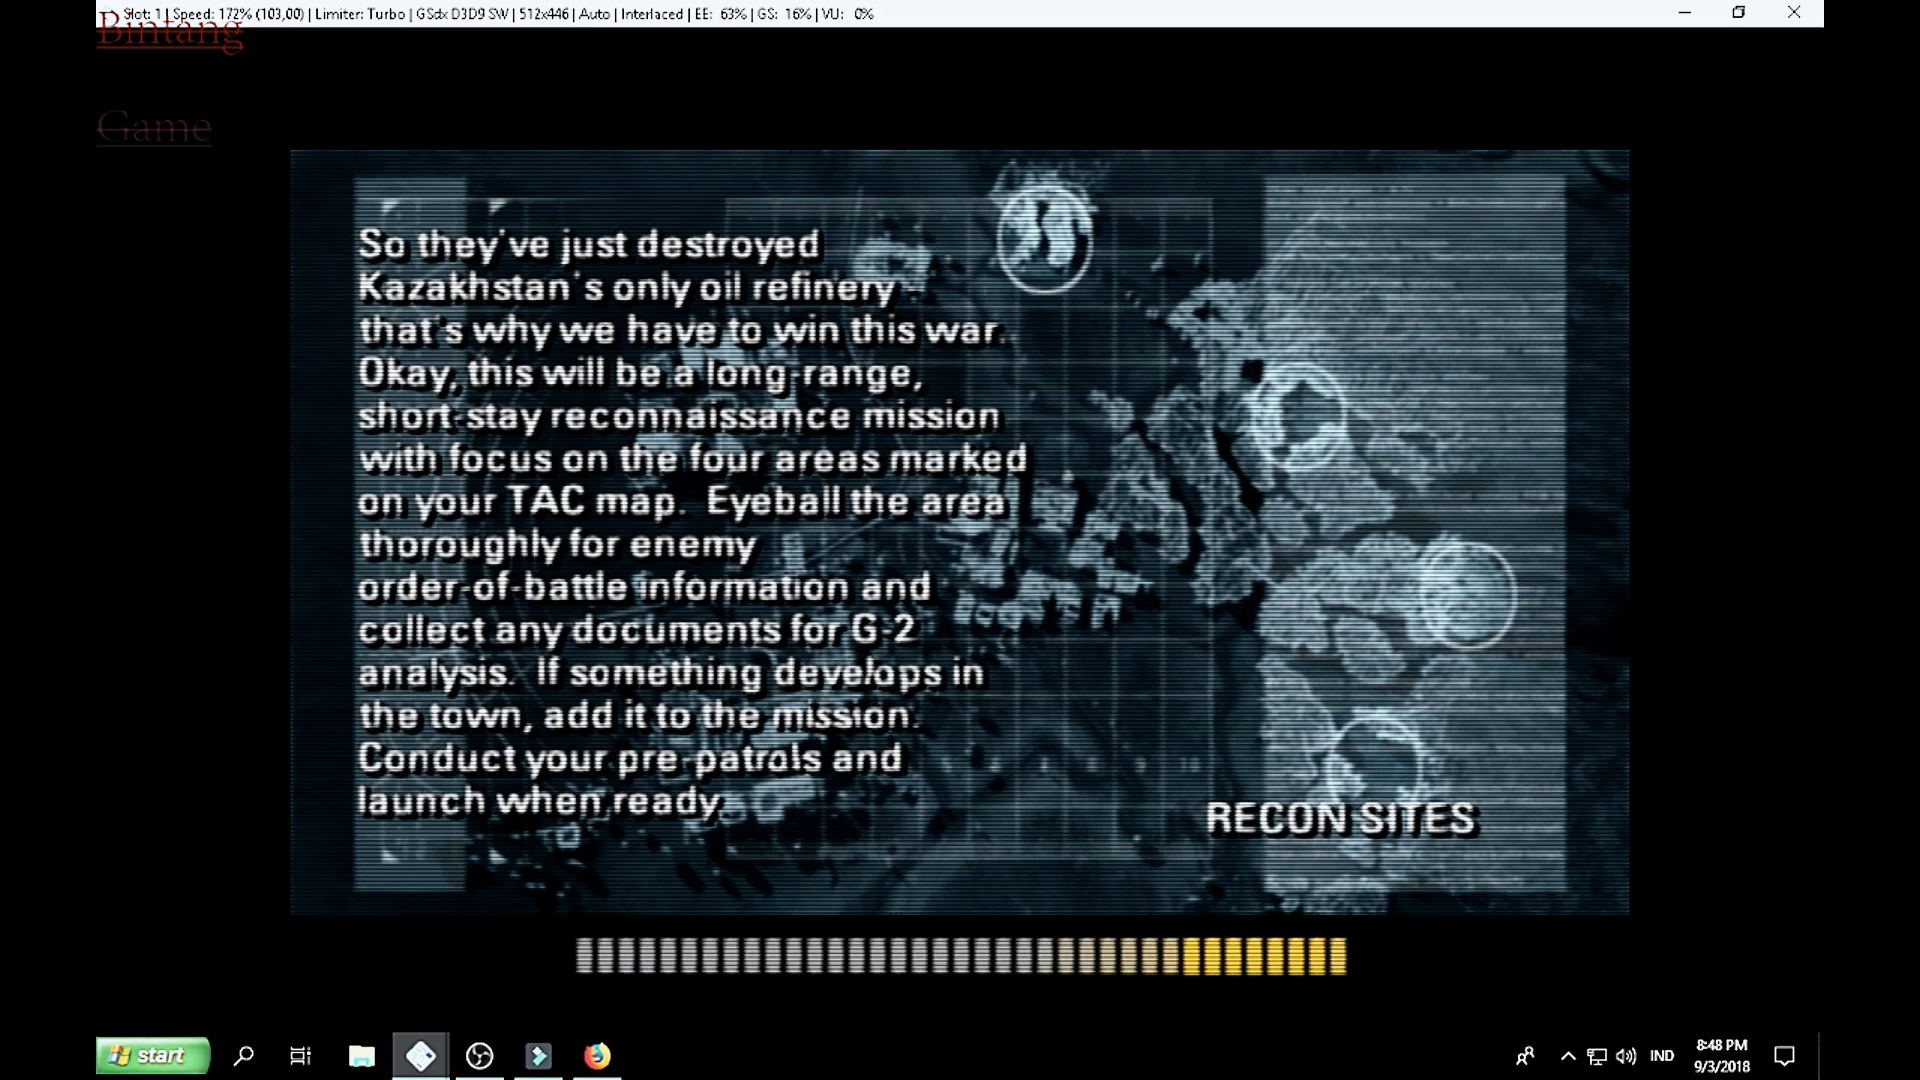 Slot: 1 | Speed: 172% (103,00) | Limiter: Turbo | GSdx D3D9 SW | 512x446 | Auto | Interlaced | EE: 63% | GS: 16% | VU: 0%
Bintang
Game
So they've just destroyed
Kazakhstan's only oil refinery -
that's why we have to win this war.
Okay, this will be a long-range,
short-stay reconnaissance mission
with focus on the four areas marked
on your TAC map. Eyeball the area
thoroughly for enemy
order-of-battle information and
collect any documents for G-2
analysis. If something develops in
the town, add it to the mission.
Conduct your pre-patrols and
launch when ready.
RECON SITES
start
IND
8:48 PM
9/3/2018